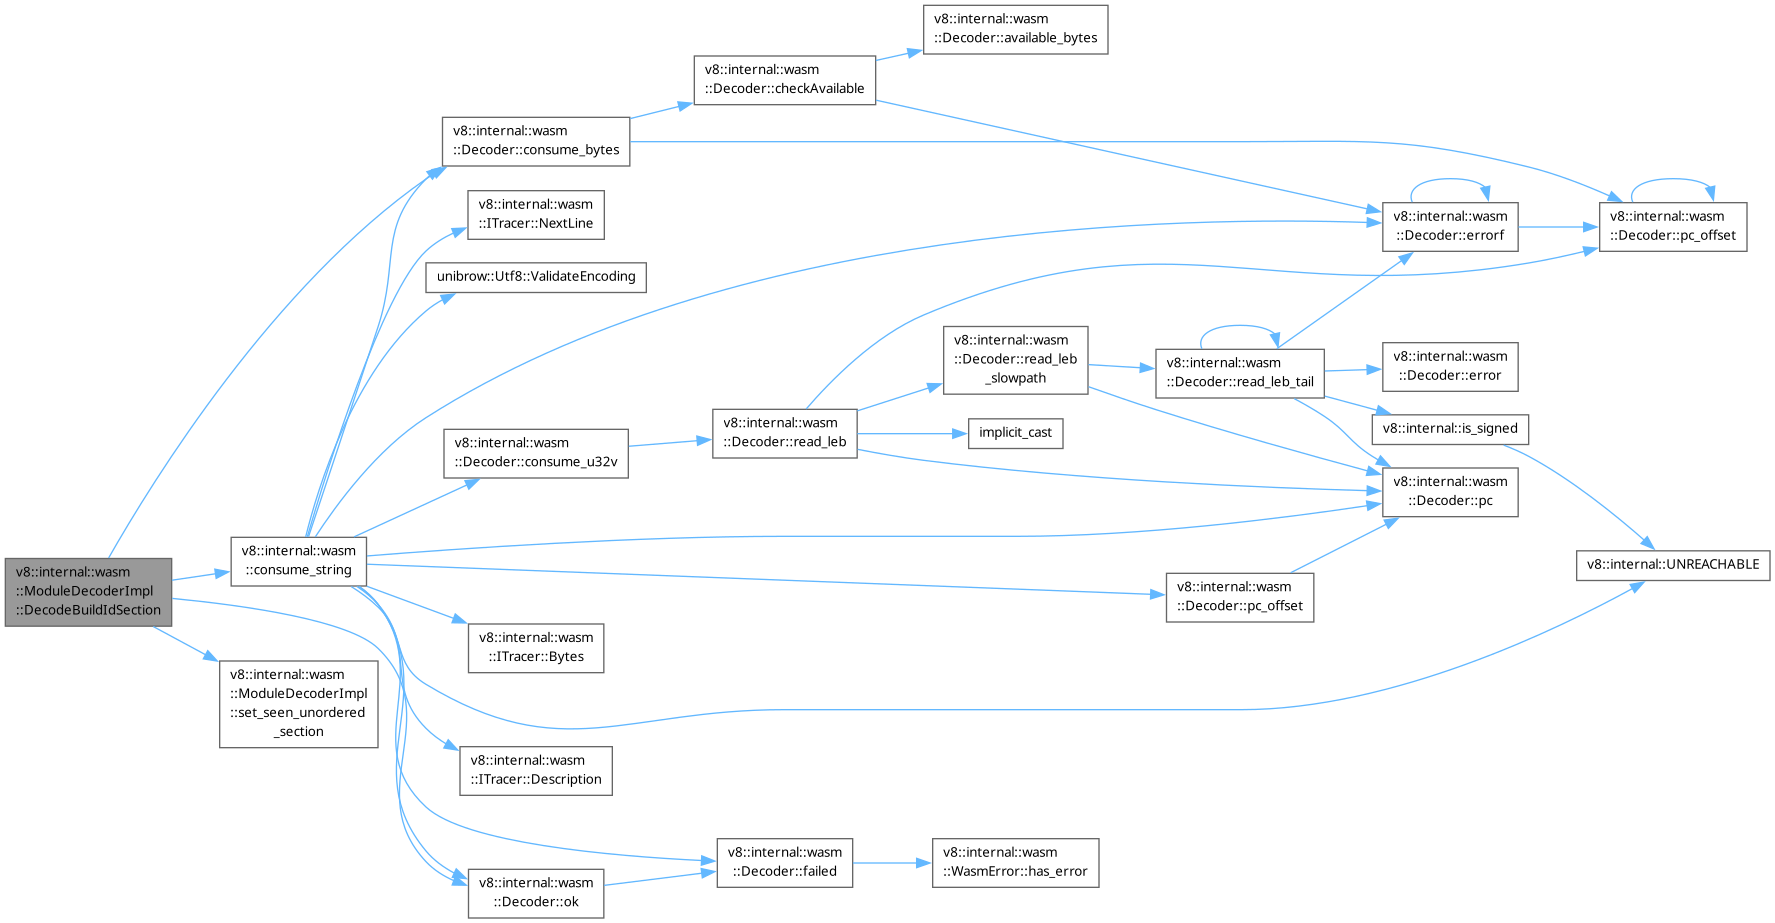 v8::internal::wasm
::Decoder::available_bytes
v8::internal::wasm
::Decoder::checkAvailable
v8::internal::wasm
::Decoder::consume_bytes
v8::internal::wasm
::ITracer::NextLine
v8::internal::wasm
::Decoder::errorf
v8::internal::wasm
::Decoder::pc_offset
unibrow::Utf8::ValidateEncoding
v8::internal::wasm
::Decoder::read_leb
_slowpath
v8::internal::wasm
::Decoder::read_leb_tail
v8::internal::wasm
::Decoder::error
v8::internal::wasm
::Decoder::read_leb
implicit_cast
v8::internal::is_signed
v8::internal::wasm
::Decoder::consume_u32v
v8::internal::wasm
::Decoder::pc
v8::internal::wasm
::ModuleDecoderImpl
::DecodeBuildIdSection
v8::internal::wasm
::consume_string
v8::internal::UNREACHABLE
v8::internal::wasm
::Decoder::pc_offset
v8::internal::wasm
::ITracer::Bytes
v8::internal::wasm
::ModuleDecoderImpl
::set_seen_unordered
_section
v8::internal::wasm
::ITracer::Description
v8::internal::wasm
::Decoder::failed
v8::internal::wasm
::WasmError::has_error
v8::internal::wasm
::Decoder::ok